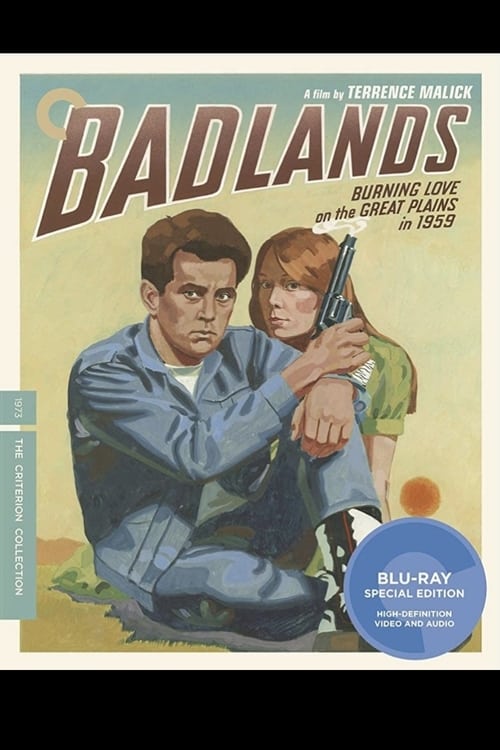 A film by TERRENCE MALICK
BADLANDS
BURNING LOVE
on the GREAT PLAINS
in 1959
1973
THE CRITERION COLLECTION
BLU-RAY
SPECIAL EDITION
HIGH-DEFINITION
VIDEO AND AUDIO